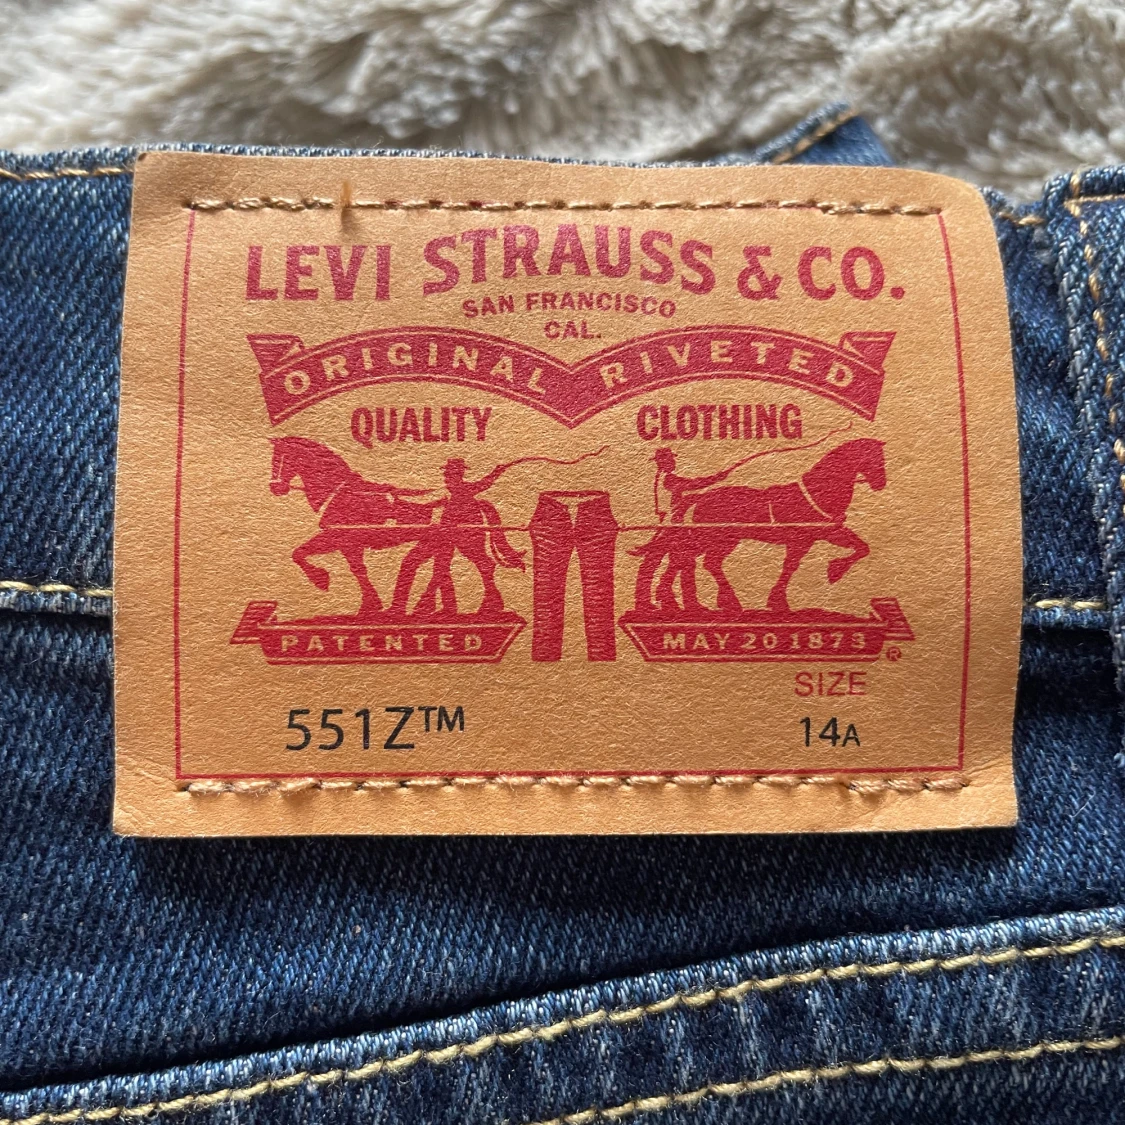 LEVI STRAUSS & CO.
SAN FRANCISCO
CAL.
ORIGINAL RIVETED
QUALITY CLOTHING
PATENTED MAY 20 1873 ®
SIZE
551Z™ 14A